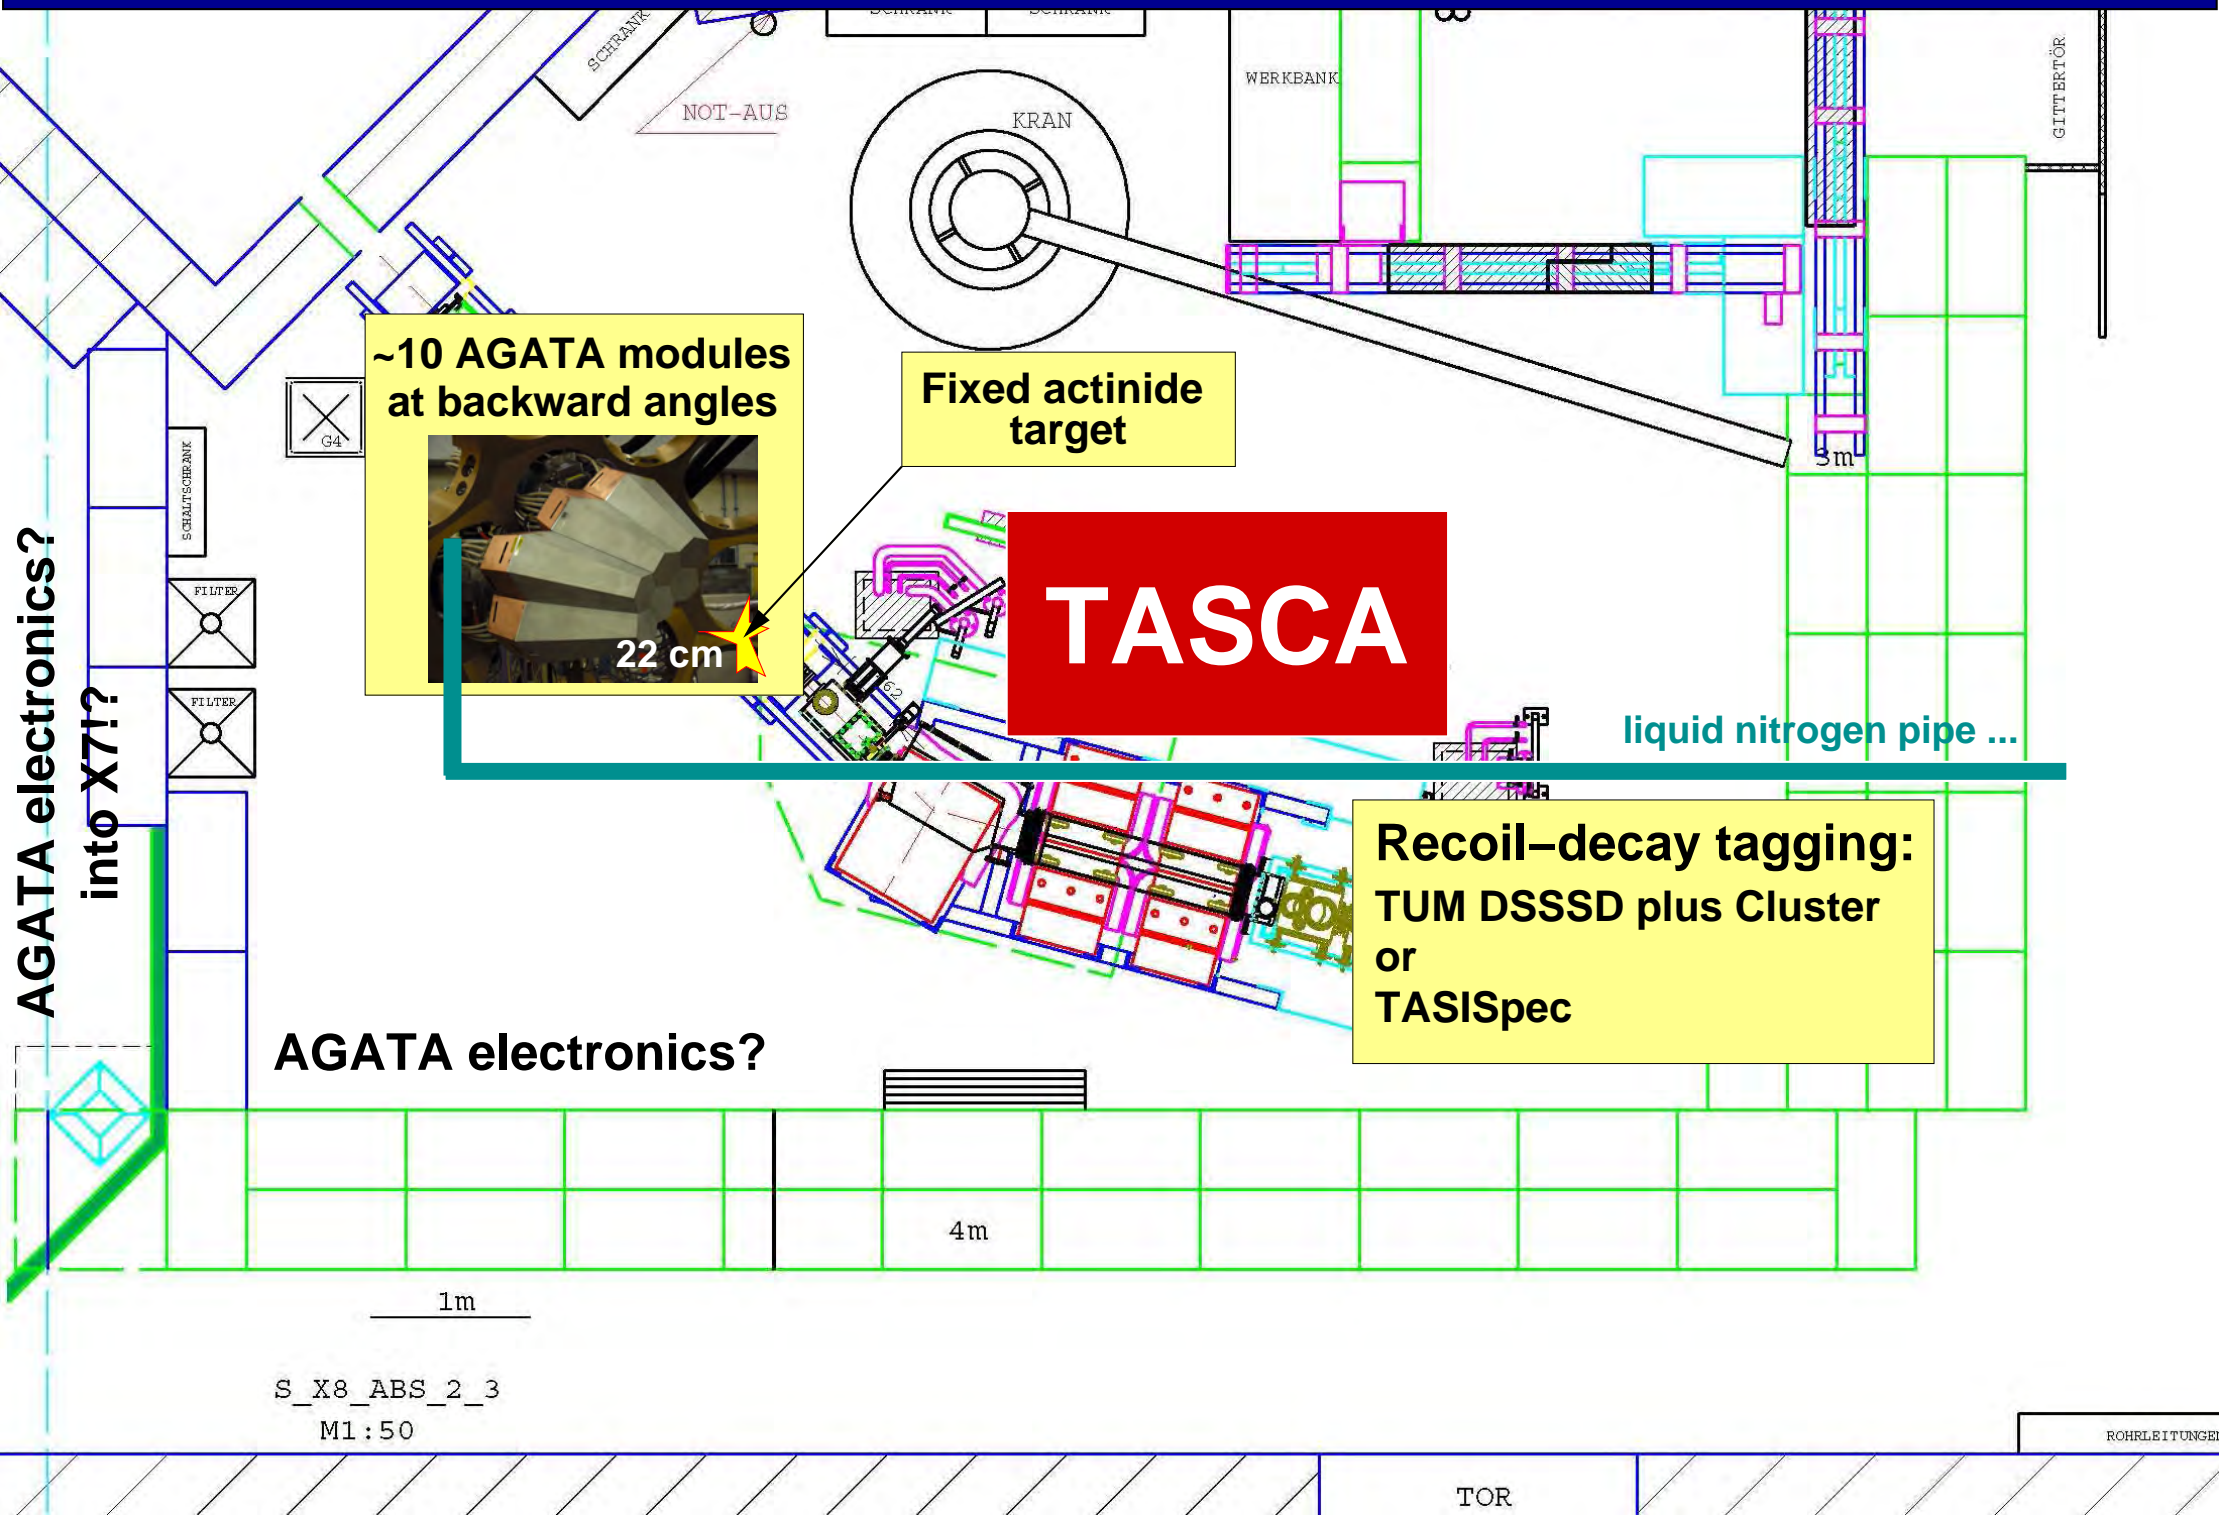 SCHRANK
NOT-AUS
KRAN
WERKBANK
GITTERTÖR
~10 AGATA modules
at backward angles
22 cm
Fixed actinide
target
G4
SCHALTSCHRANK
FILTER
FILTER
3m
TASCA
62
liquid nitrogen pipe ...
Recoil–decay tagging:
TUM DSSSD plus Cluster
or
TASISpec
AGATA electronics?
into X7!?
AGATA electronics?
4m
1m
S_X8_ABS_2_3
M1:50
ROHRLEITUNGEN
TOR